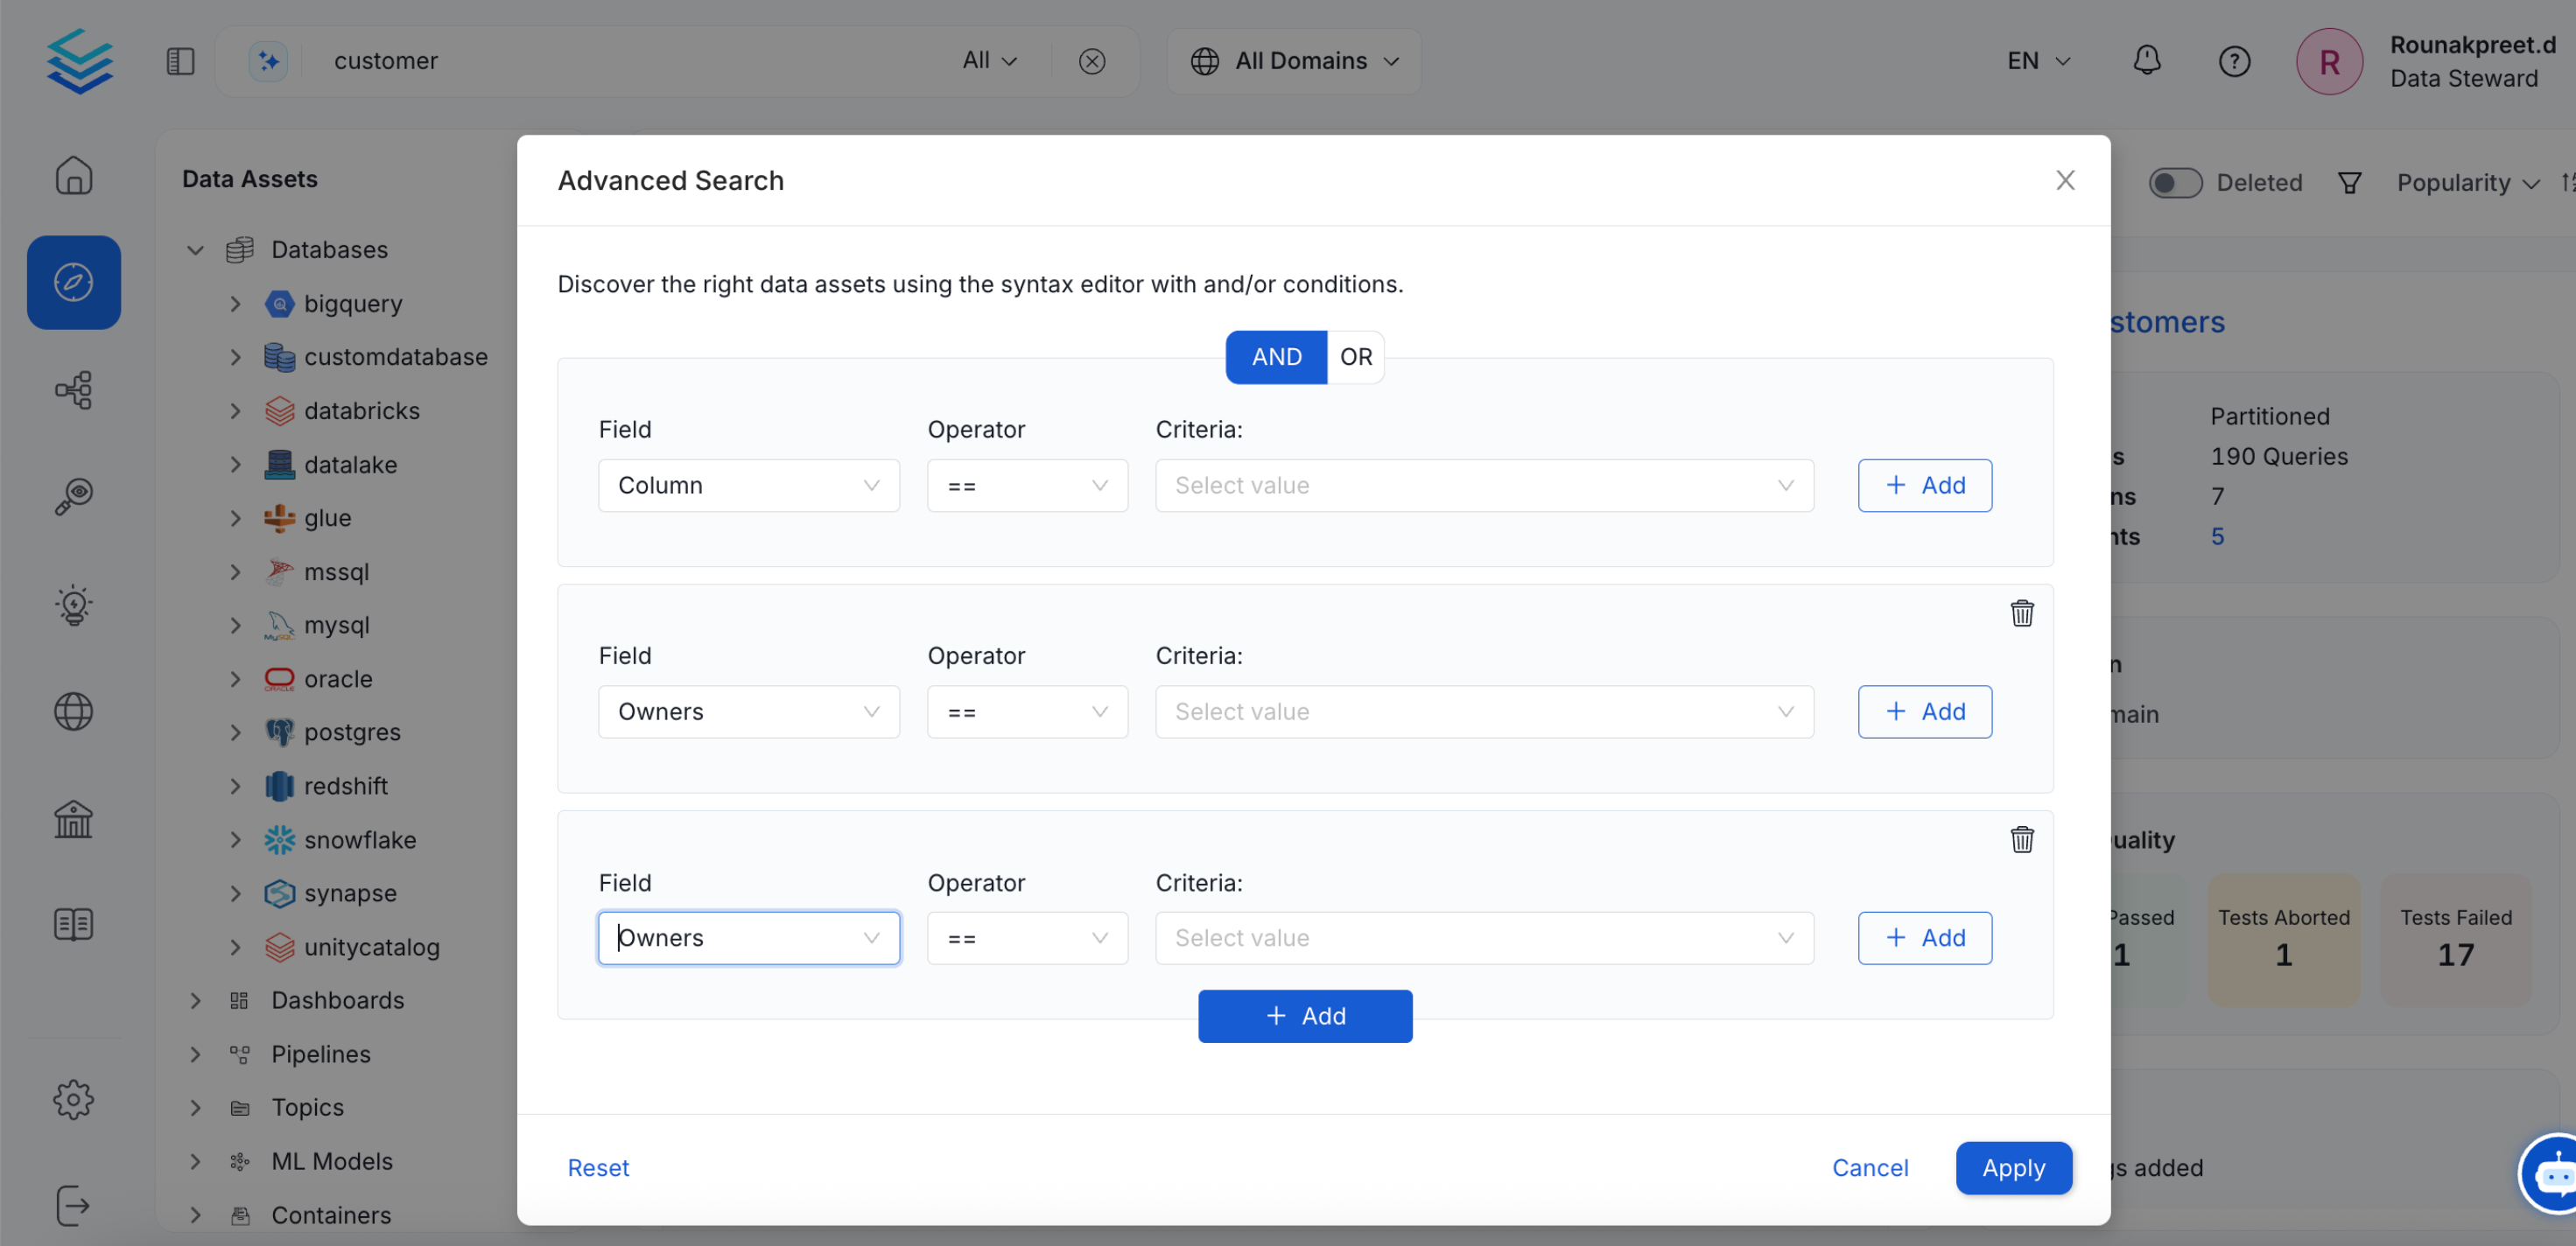 customer
All
All Domains
EN
R
Rounakpreet.d
Data Steward
Data Assets
Databases
bigquery
customdatabase
databricks
datalake
glue
mssql
mysql
oracle
postgres
redshift
snowflake
synapse
unitycatalog
Dashboards
Pipelines
Topics
ML Models
Containers
Advanced Search
Discover the right data assets using the syntax editor with and/or conditions.
AND OR
Field Operator Criteria:
Column == Select value + Add
Field Operator Criteria:
Owners == Select value + Add
Field Operator Criteria:
Owners == Select value + Add
+ Add
Reset Cancel Apply
Deleted Popularity
stomers
Partitioned
s 190 Queries
ns 7
nts 5
n
main
uality
Passed Tests Aborted Tests Failed
1 1 17
gs added